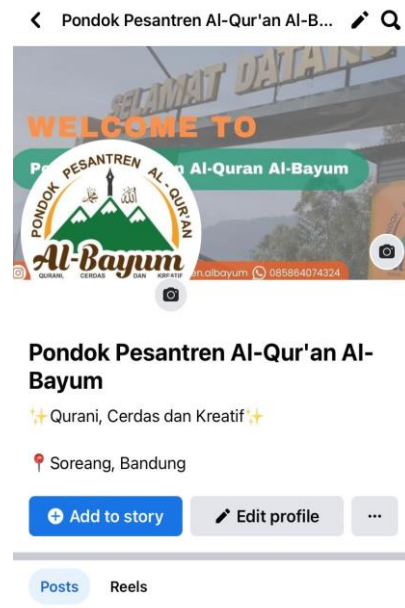 Pondok Pesantren Al-Qur'an Al-B...
SELAMAT DATANG
WELCOME TO
Al-Quran Al-Bayum
PONDOK PESANTREN AL-QUR'AN
Al-Bayum
QURANI, CERDAS DAN KREATIF
n.albayum 085864074324
Pondok Pesantren Al-Qur'an Al-
Bayum
✨Qurani, Cerdas dan Kreatif✨
📍Soreang, Bandung
Add to story
Edit profile
...
Posts Reels